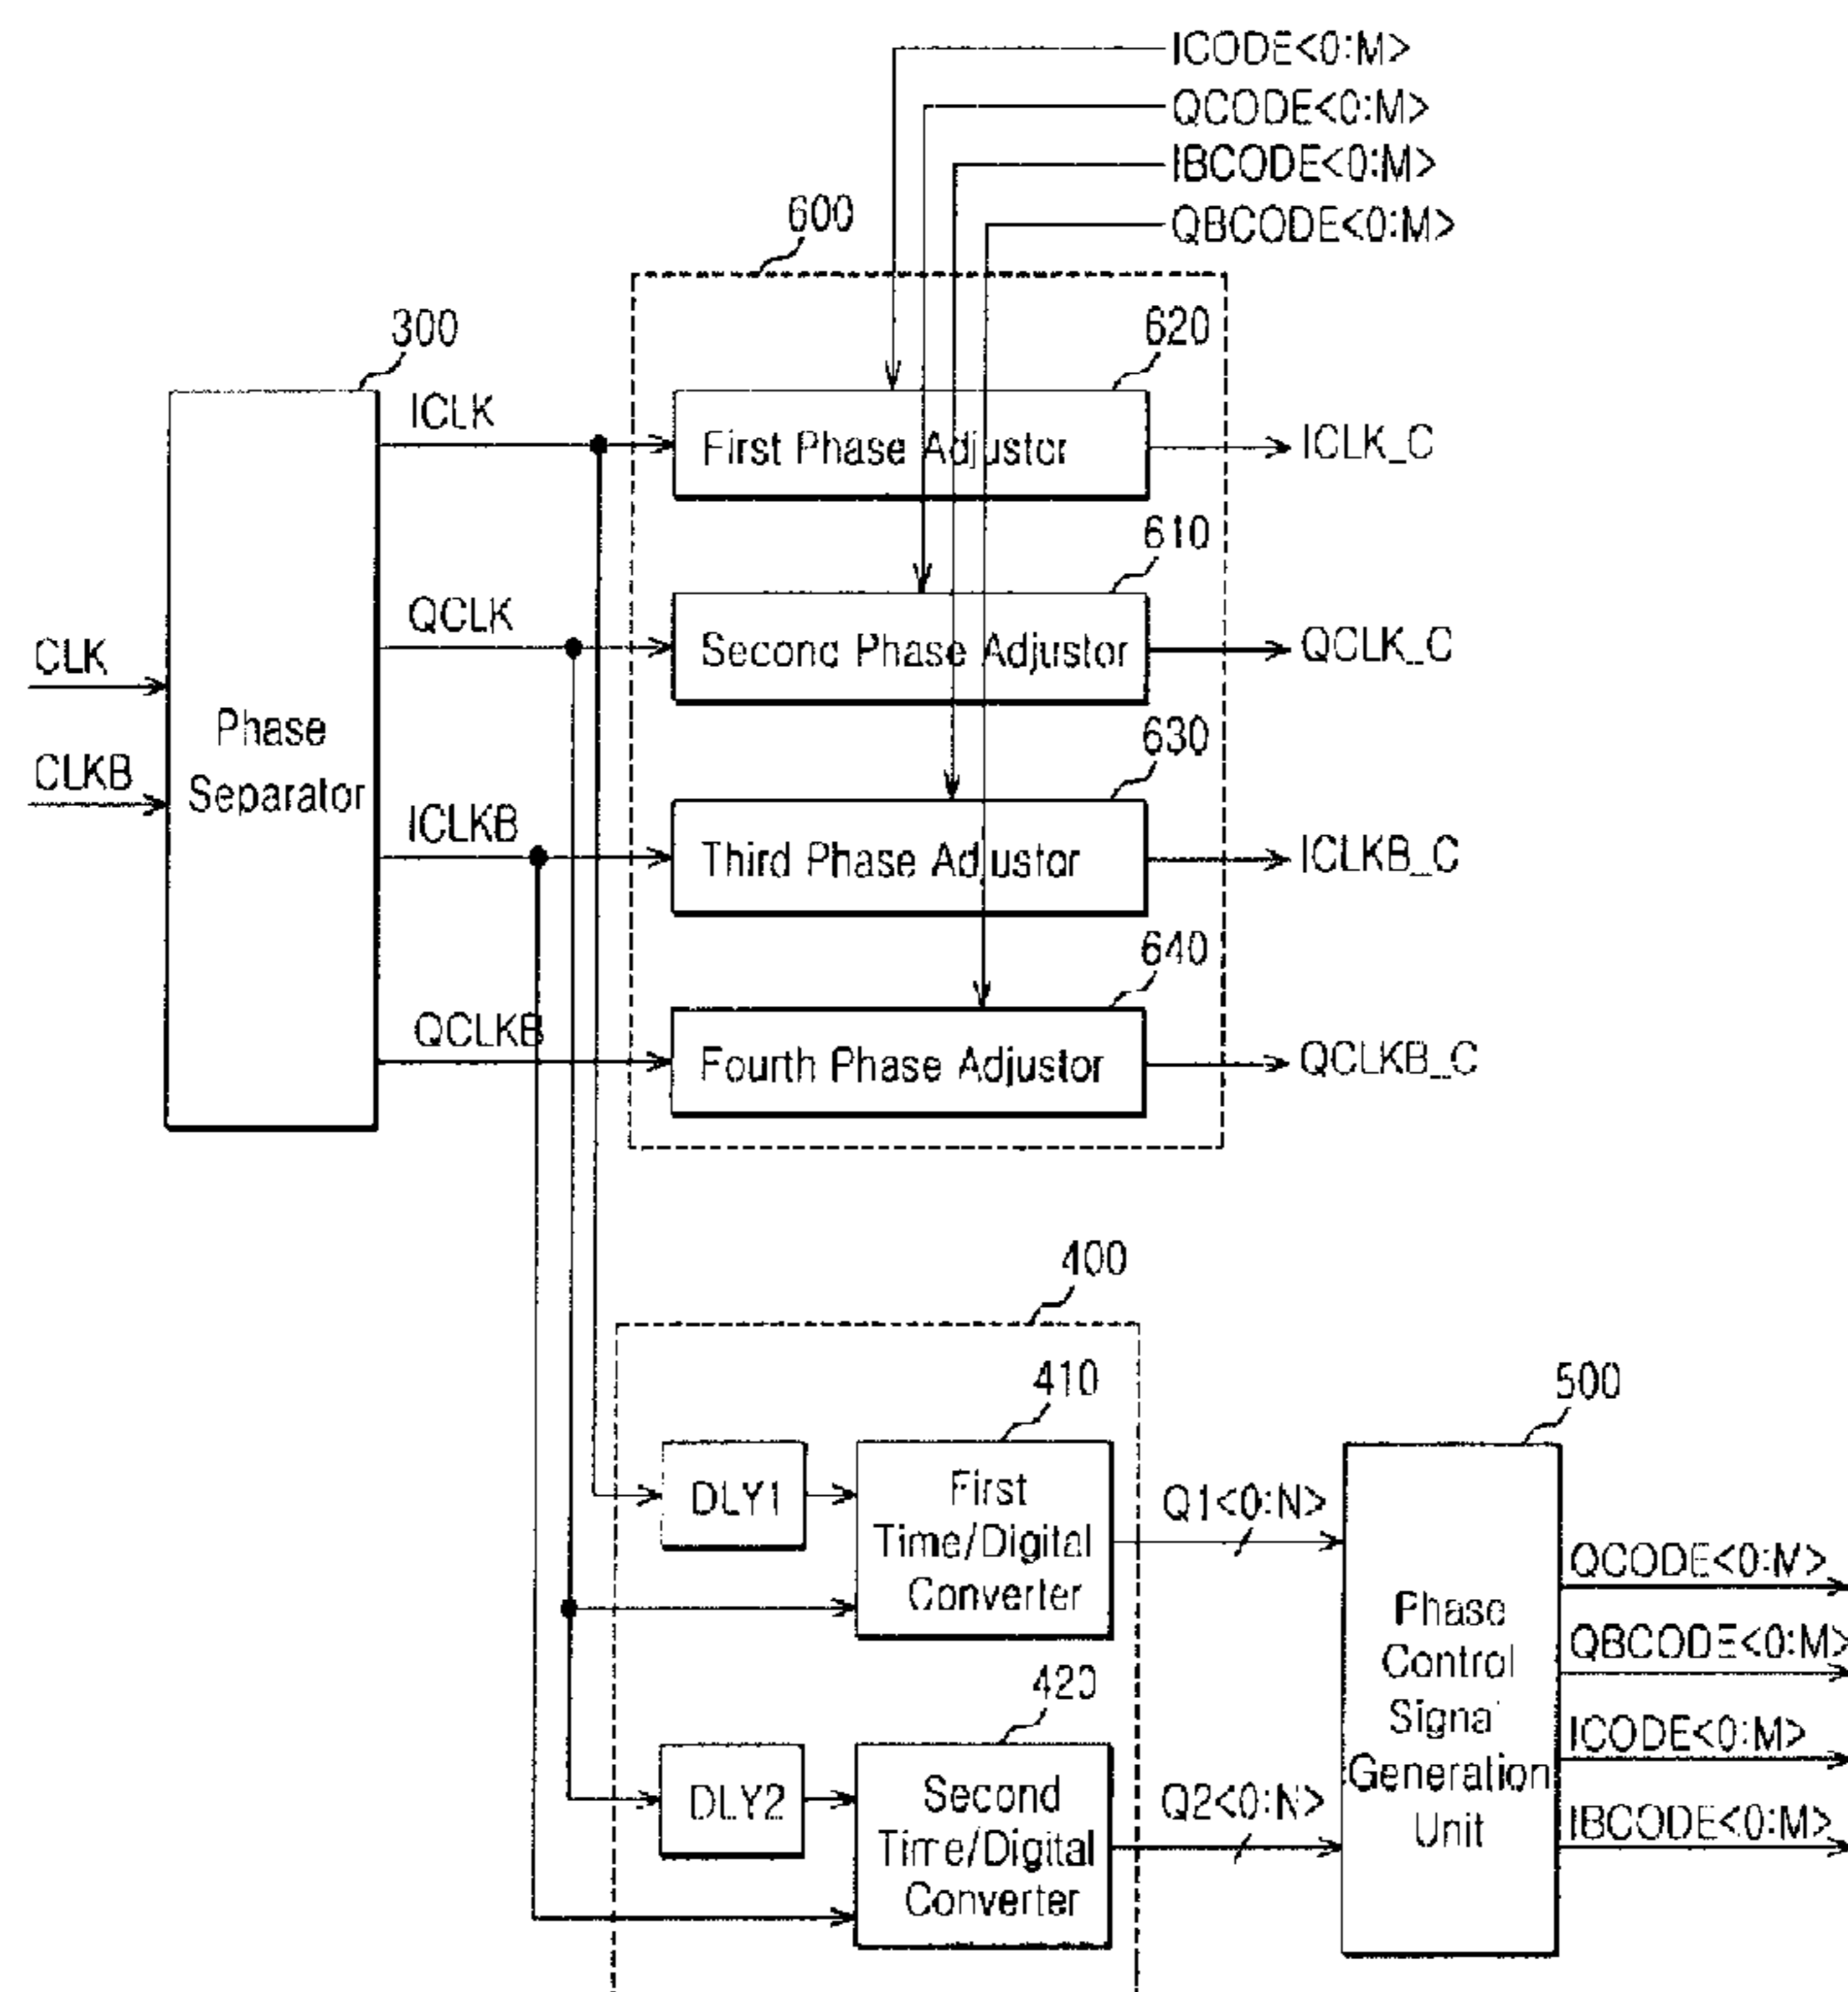 ICODE<0:M>
QCODE<0:M>
IBCODE<0:M>
QBCODE<0:M>
600
300
620
ICLK
First Phase Adjustor
ICLK_C
610
QCLK
Second Phase Adjustor
QCLK_C
CLK
CLKB
Phase
Separator
630
ICLKB
Third Phase Adjustor
ICLKB_C
640
QCLKB
Fourth Phase Adjustor
QCLKB_C
400
410
DLY1
First
Time/Digital
Converter
Q1<0:N>
500
420
DLY2
Second
Time/Digital
Converter
Q2<0:N>
Phase
Control
Signal
Generation
Unit
QCODE<0:M>
QBCODE<0:M>
ICODE<0:M>
IBCODE<0:M>